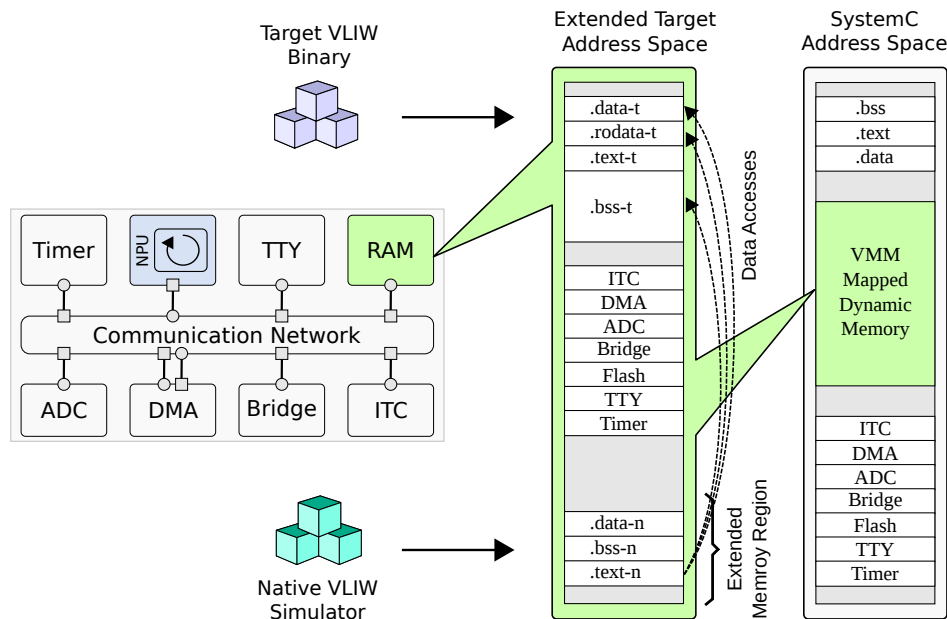 Target VLIW
Binary
Extended Target
Address Space
SystemC
Address Space
.data-t
.rodata-t
.text-t
.bss-t
ITC
DMA
ADC
Bridge
Flash
TTY
Timer
.data-n
.bss-n
.text-n
Data Accesses
Extended
Memroy Region
.bss
.text
.data
VMM
Mapped
Dynamic
Memory
ITC
DMA
ADC
Bridge
Flash
TTY
Timer
Timer
NPU
TTY
RAM
Communication Network
ADC
DMA
Bridge
ITC
Native VLIW
Simulator